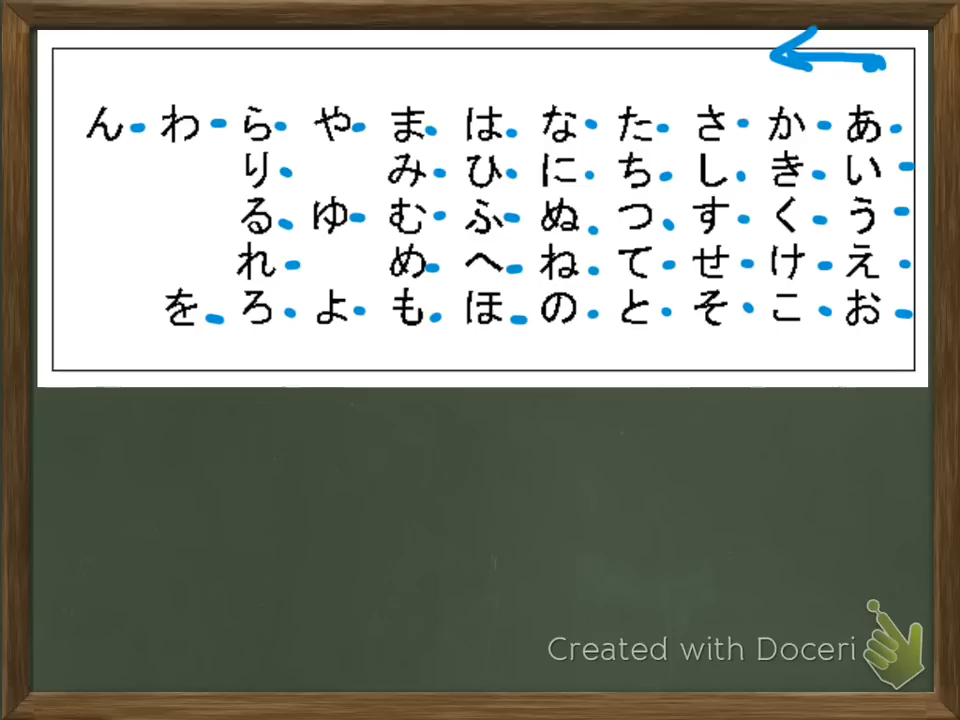 あいうえお
かきくけこ
さしすせそ
たちつてと
なにぬねの
はひふへほ
まみむめも
やゆよ
らりるれろ
わを
ん
Created with Doceri